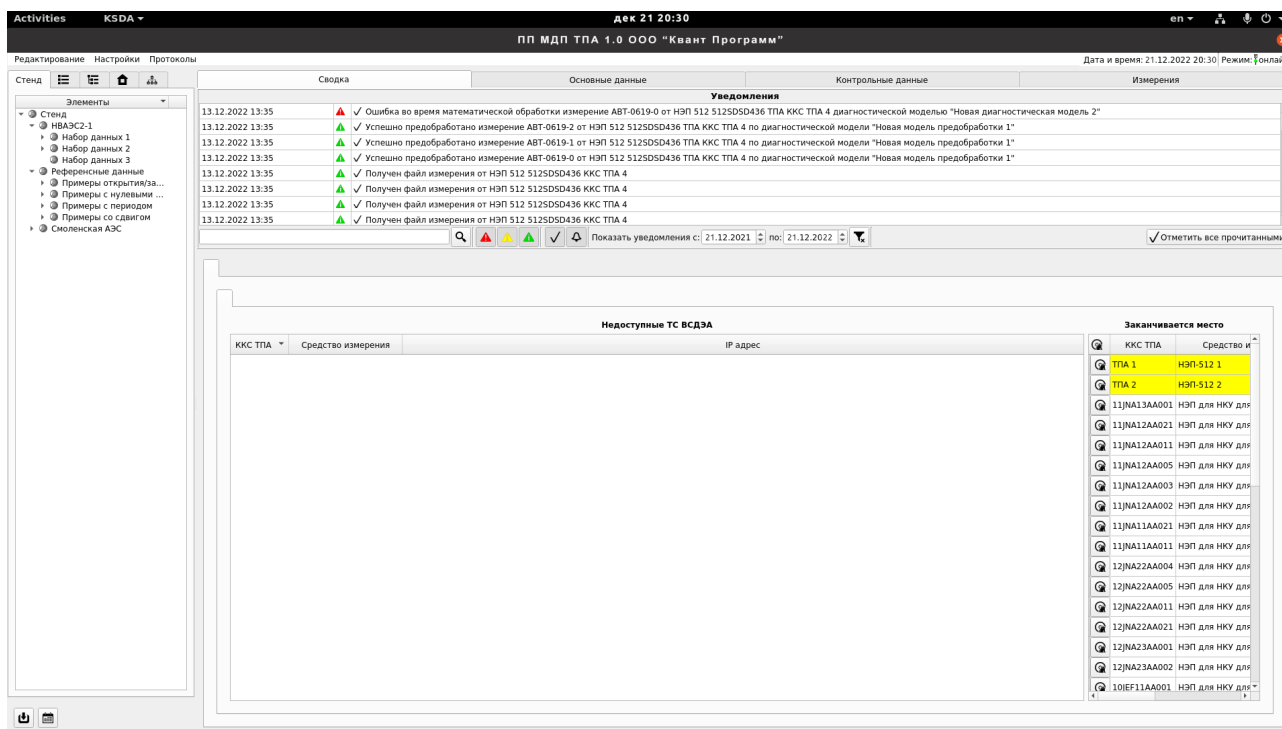 Activities KSDA дек 21 20:30 en
ПП МДП ТПА 1.0 ООО "Квант Программ"
Редактирование Настройки Протоколы Дата и время: 21.12.2022 20:30 Режим: онлай
Стенд Сводка Основные данные Контрольные данные Измерения
Элементы
Стенд
НВАЭС2-1
Набор данных 1
Набор данных 2
Набор данных 3
Референсные данные
Примеры открытия/за...
Примеры с нулевыми ...
Примеры с периодом
Примеры со сдвигом
Смоленская АЭС
Уведомления
13.12.2022 13:35 Ошибка во время математической обработки измерение АВТ-0619-0 от НЭП 512 512SDSD436 ТПА ККС ТПА 4 диагностической моделью "Новая диагностическая модель 2"
13.12.2022 13:35 Успешно предобработано измерение АВТ-0619-2 от НЭП 512 512SDSD436 ТПА ККС ТПА 4 по диагностической модели "Новая модель предобработки 1"
13.12.2022 13:35 Успешно предобработано измерение АВТ-0619-1 от НЭП 512 512SDSD436 ТПА ККС ТПА 4 по диагностической модели "Новая модель предобработки 1"
13.12.2022 13:35 Успешно предобработано измерение АВТ-0619-0 от НЭП 512 512SDSD436 ТПА ККС ТПА 4 по диагностической модели "Новая модель предобработки 1"
13.12.2022 13:35 Получен файл измерения от НЭП 512 512SDSD436 ККС ТПА 4
13.12.2022 13:35 Получен файл измерения от НЭП 512 512SDSD436 ККС ТПА 4
13.12.2022 13:35 Получен файл измерения от НЭП 512 512SDSD436 ККС ТПА 4
13.12.2022 13:35 Получен файл измерения от НЭП 512 512SDSD436 ККС ТПА 4
Показать уведомления с: 21.12.2021 по: 21.12.2022 Отметить все прочитанными
Недоступные ТС ВСДЭА
ККС ТПА Средство измерения IP адрес
Заканчивается место
ККС ТПА Средство и
ТПА 1 НЭП-512 1
ТПА 2 НЭП-512 2
11JNA13AA001 НЭП для НКУ для
11JNA12AA021 НЭП для НКУ для
11JNA12AA011 НЭП для НКУ для
11JNA12AA005 НЭП для НКУ для
11JNA12AA003 НЭП для НКУ для
11JNA12AA002 НЭП для НКУ для
11JNA11AA021 НЭП для НКУ для
11JNA11AA011 НЭП для НКУ для
12JNA22AA004 НЭП для НКУ для
12JNA22AA005 НЭП для НКУ для
12JNA22AA011 НЭП для НКУ для
12JNA22AA021 НЭП для НКУ для
12JNA23AA001 НЭП для НКУ для
12JNA23AA002 НЭП для НКУ для
10JEF11AA001 НЭП для НКУ для